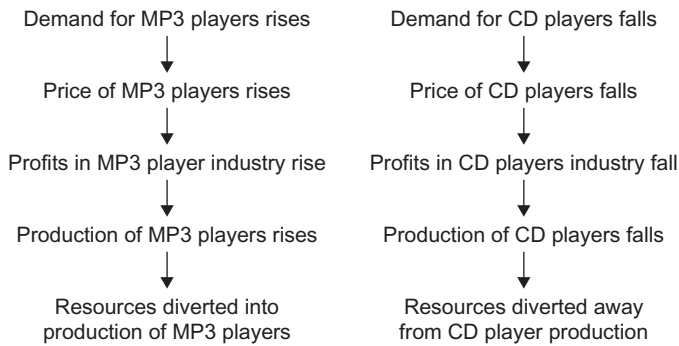 Demand for MP3 players rises
Price of MP3 players rises
Profits in MP3 player industry rise
Production of MP3 players rises
Resources diverted into
production of MP3 players
Demand for CD players falls
Price of CD players falls
Profits in CD players industry fall
Production of CD players falls
Resources diverted away
from CD player production